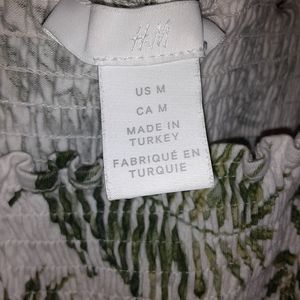 H&M
US M
CA M
MADE IN
TURKEY
FABRIQUÉ EN
TURQUIE